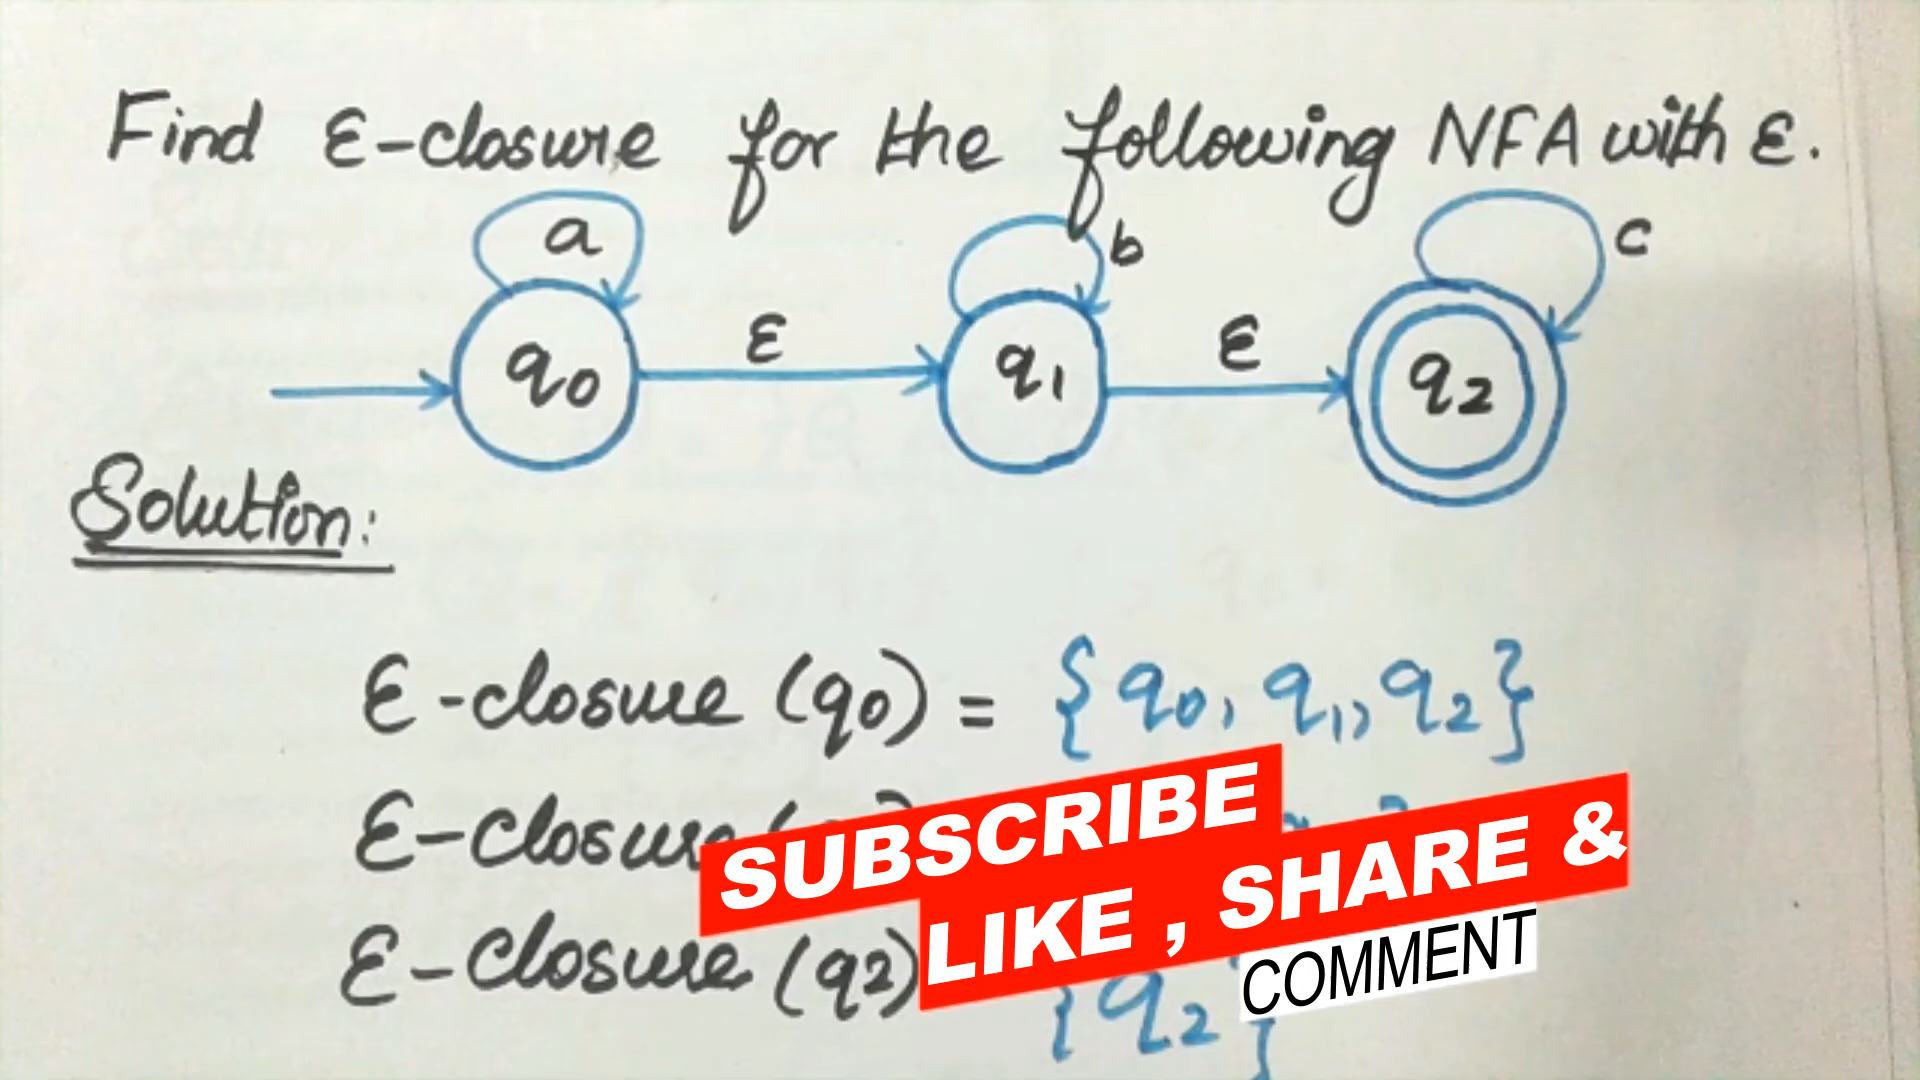 Find ε-closure for the following NFA with ε.
a
b
c
ε
ε
q0
q1
q2
Solution:
ε-closure (q0) = {q0, q1, q2}
ε-closure
SUBSCRIBE
LIKE, SHARE &
COMMENT
ε-closure (q2) {q2}